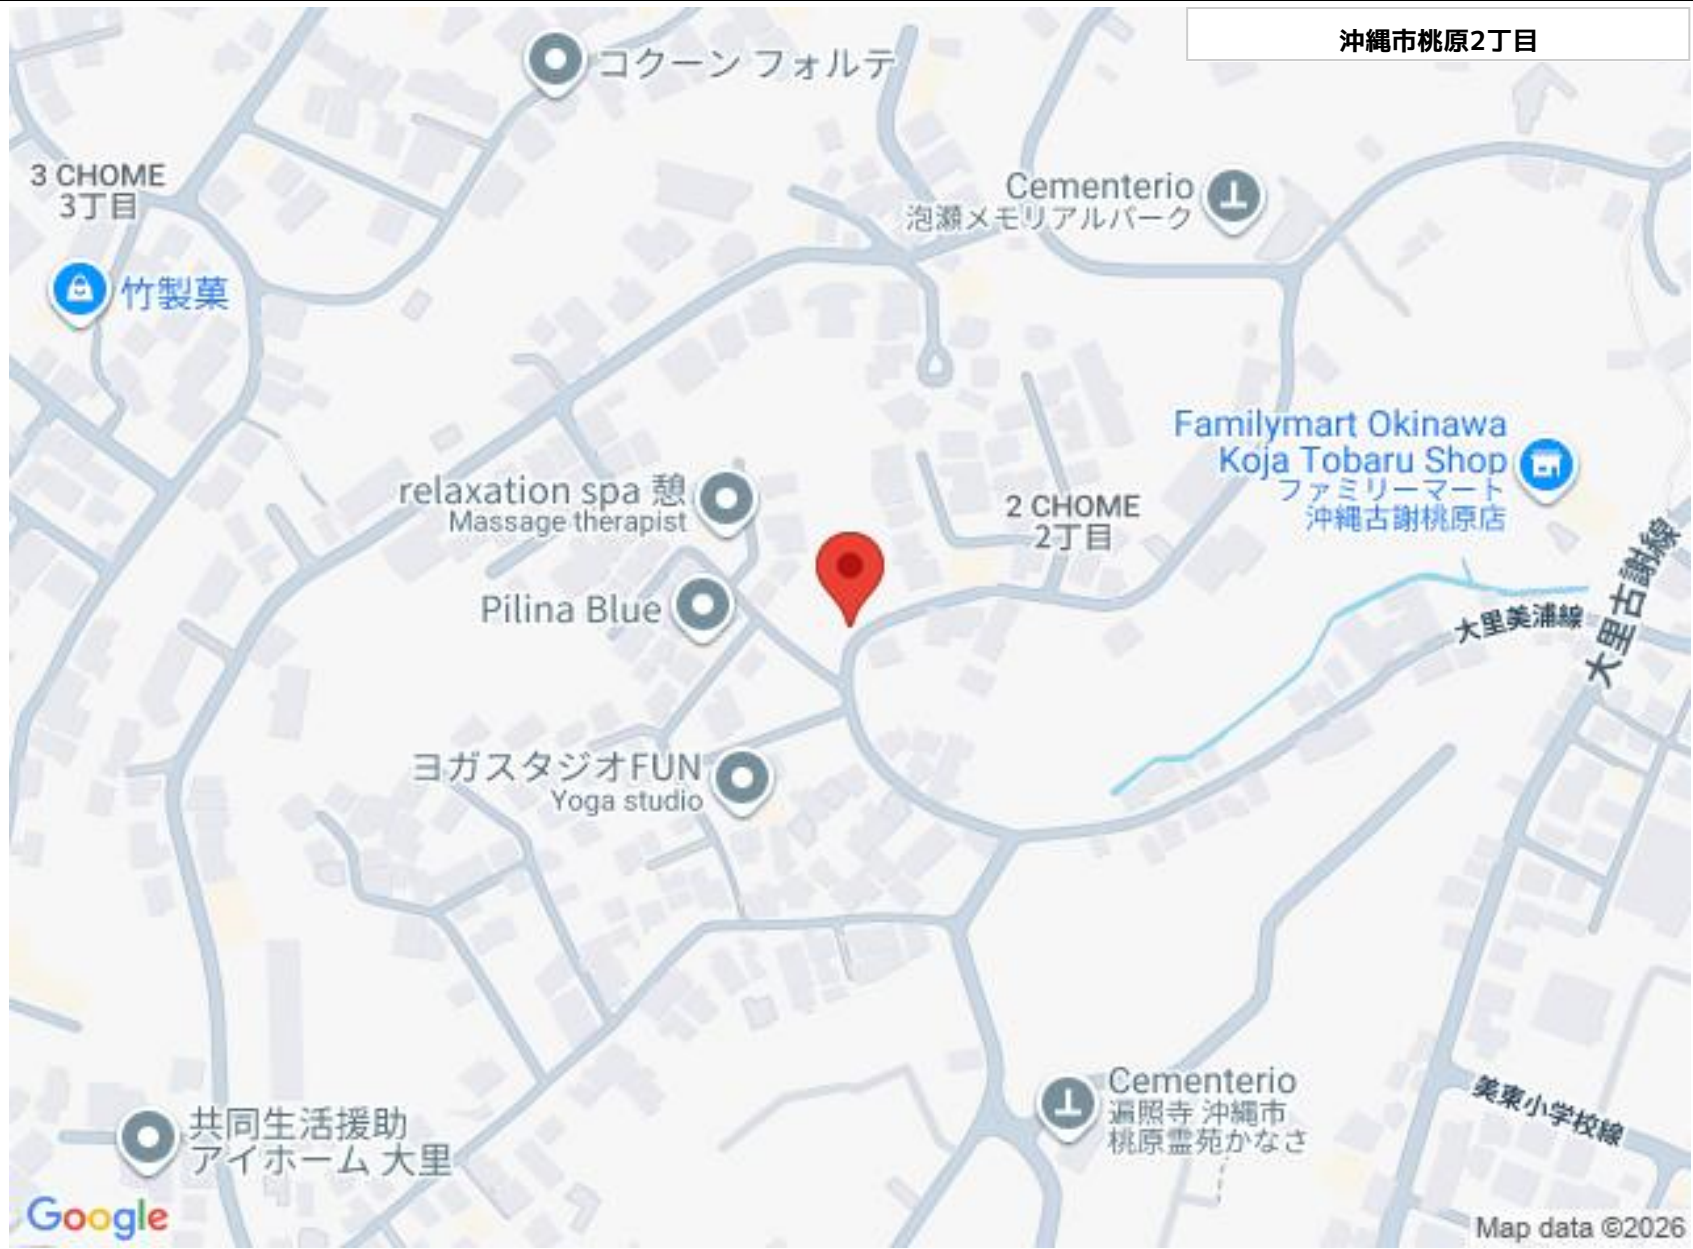 沖縄市桃原2丁目
コクーン フォルテ
3 CHOME
3丁目
Cementerio
泡瀬メモリアルパーク
竹製菓
Familymart Okinawa
Koja Tobaru Shop
ファミリーマート
沖縄古謝桃原店
relaxation spa 憩
Massage therapist
2 CHOME
2丁目
Pilina Blue
大里美浦線
大里古謝線
ヨガスタジオFUN
Yoga studio
Cementerio
遍照寺 沖縄市
桃原霊苑かなさ
美東小学校線
共同生活援助
アイホーム 大里
Google
Map data ©2026